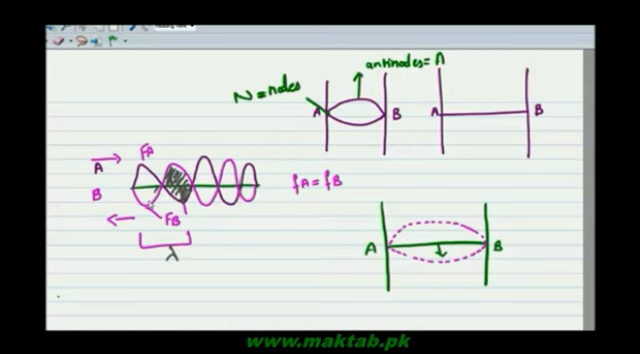 antinodes= A
N = nodes
A
B
A
B
A
FA
B
FB
λ
fA = fB
A
B
www.maktab.pk